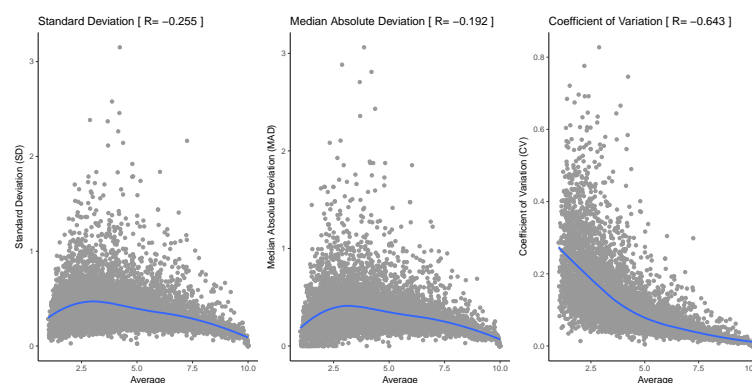 Standard Deviation [ R= −0.255 ]
Standard Deviation (SD)
3
2
1
0
2.5 5.0 7.5 10.0
Average
Median Absolute Deviation [ R= −0.192 ]
Median Absolute Deviation (MAD)
3
2
1
0
2.5 5.0 7.5 10.0
Average
Coefficient of Variation [ R= −0.643 ]
Coefficient of Variation (CV)
0.8
0.6
0.4
0.2
0.0
2.5 5.0 7.5 10.0
Average